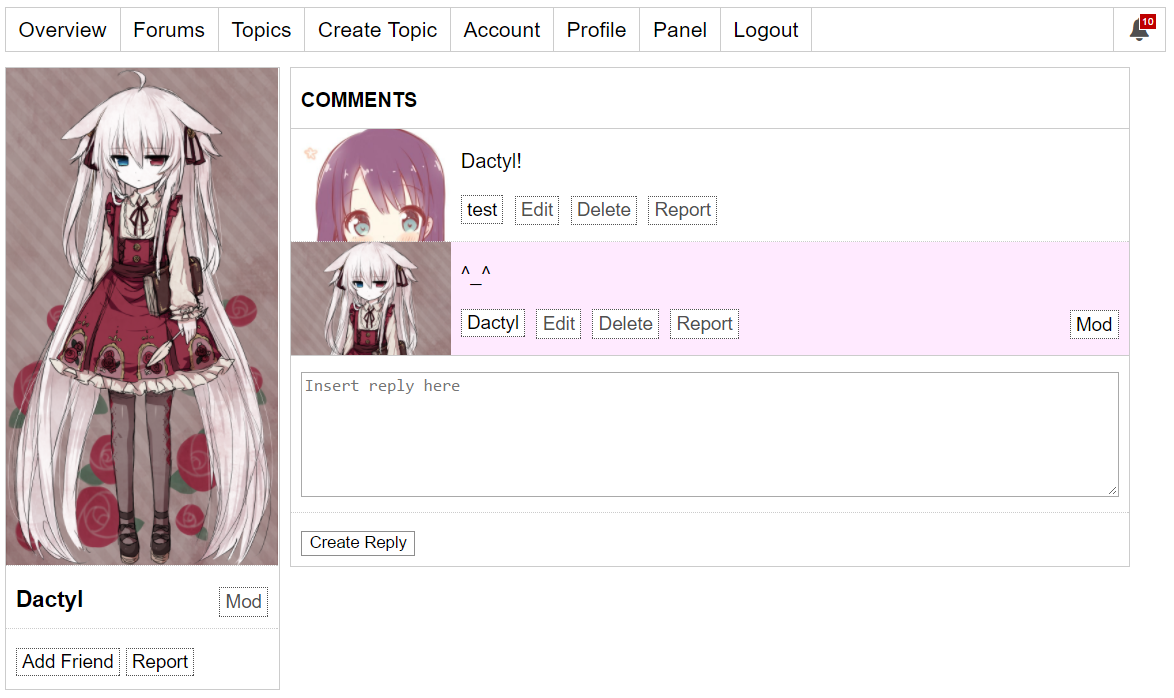 Overview Forums Topics Create Topic Account Profile Panel Logout 10
COMMENTS
Dactyl!
test Edit Delete Report
^_^
Dactyl Edit Delete Report Mod
Insert reply here
Create Reply
Dactyl Mod
Add Friend Report